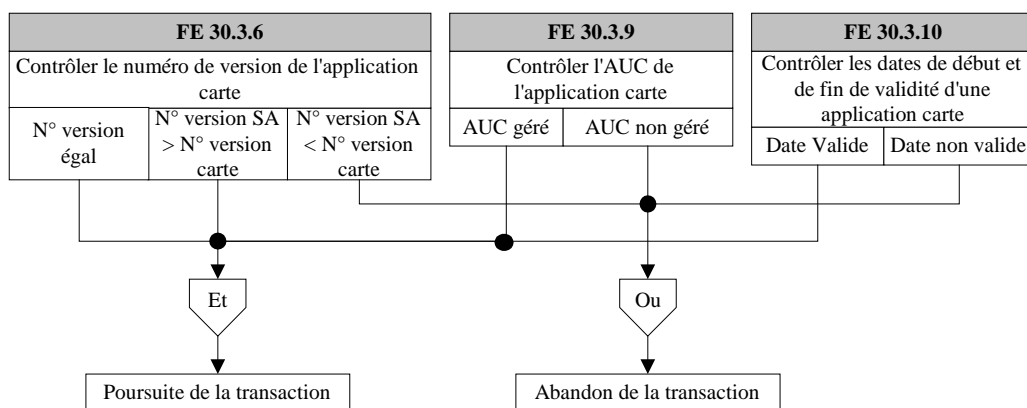 FE 30.3.6
Contrôler le numéro de version de l'application
carte
N° version
égal
N° version SA
> N° version
carte
N° version SA
< N° version
carte
FE 30.3.9
Contrôler l'AUC de
l'application carte
AUC géré
AUC non géré
FE 30.3.10
Contrôler les dates de début et
de fin de validité d'une
application carte
Date Valide
Date non valide
Et
Ou
Poursuite de la transaction
Abandon de la transaction